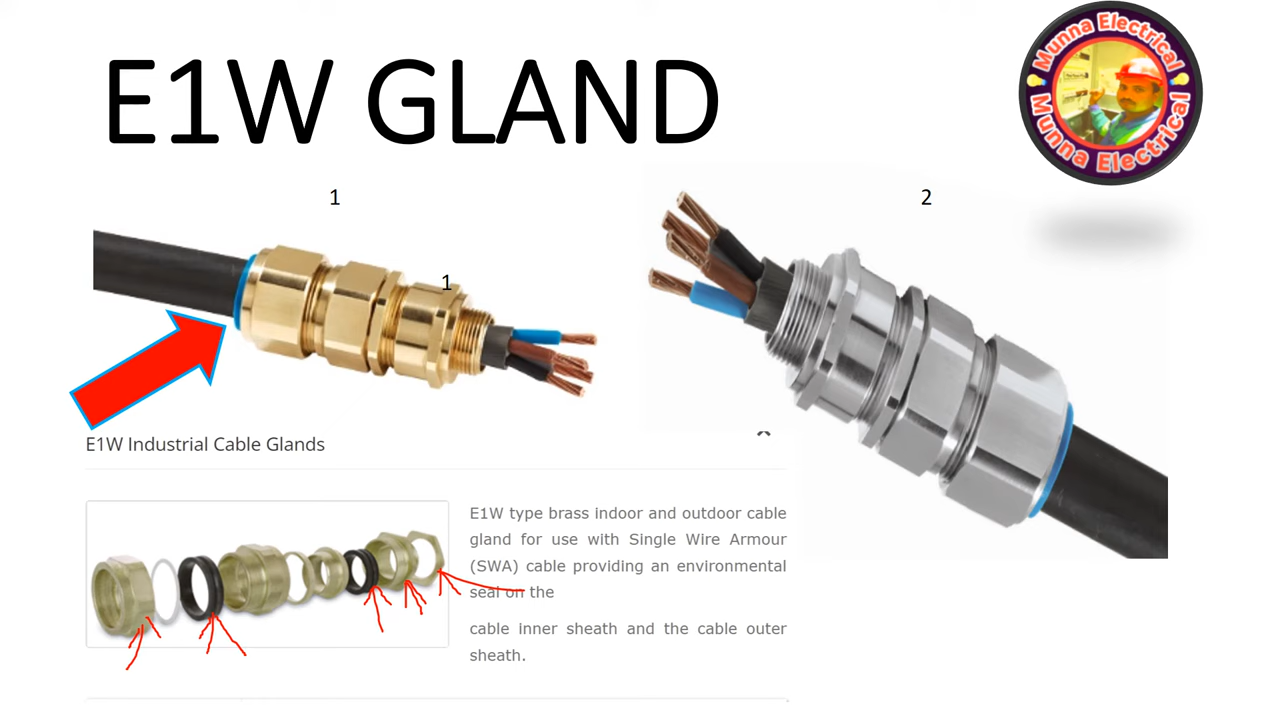 E1W GLAND
Munna Electrical
Munna Electrical
1
2
1
E1W Industrial Cable Glands
E1W type brass indoor and outdoor cable
gland for use with Single Wire Armour
(SWA) cable providing an environmental
seal on the
cable inner sheath and the cable outer
sheath.